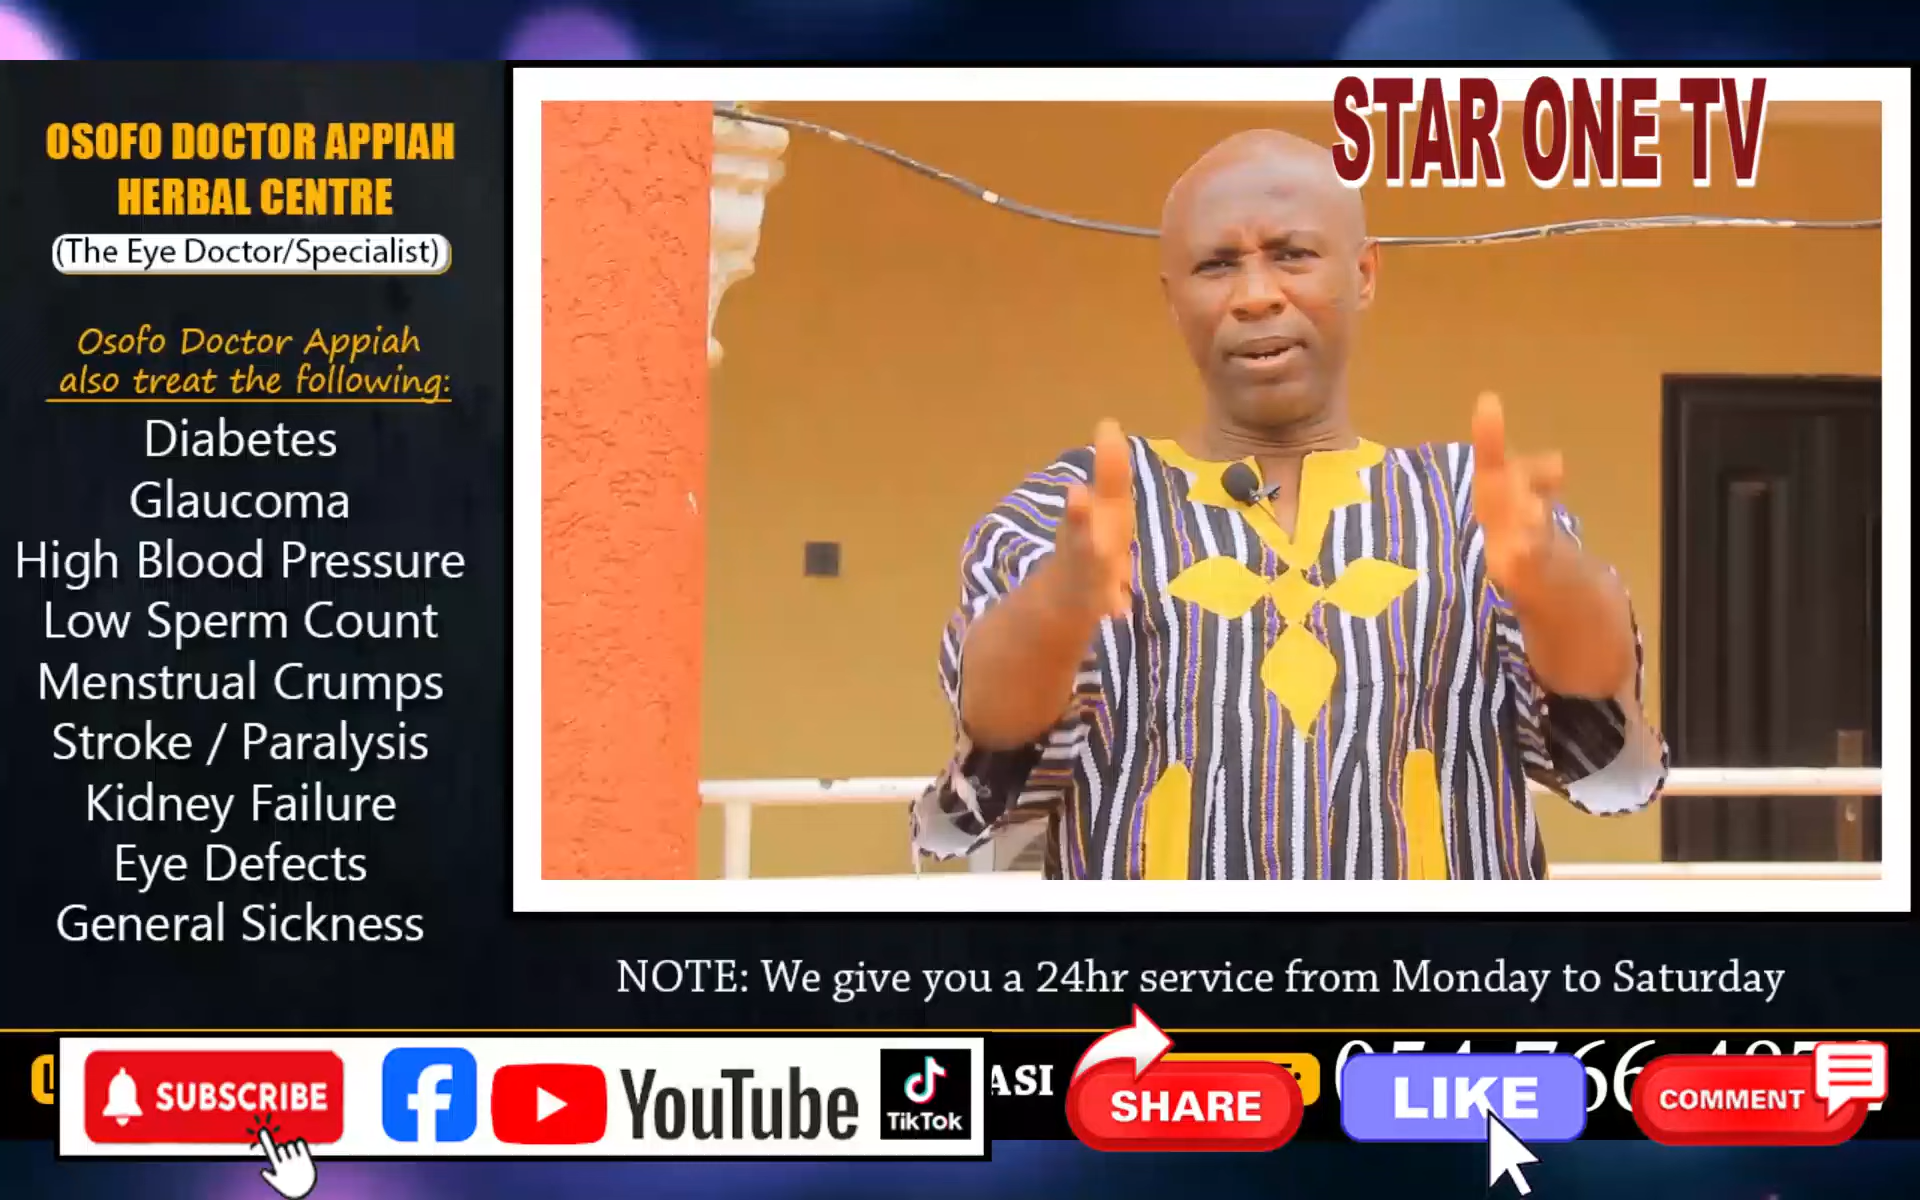 STAR ONE TV
OSOFO DOCTOR APPIAH
HERBAL CENTRE
(The Eye Doctor/Specialist)
Osofo Doctor Appiah
also treat the following:
Diabetes
Glaucoma
High Blood Pressure
Low Sperm Count
Menstrual Crumps
Stroke / Paralysis
Kidney Failure
Eye Defects
General Sickness
NOTE: We give you a 24hr service from Monday to Saturday
SUBSCRIBE
YouTube
TikTok
SHARE
LIKE
COMMENT